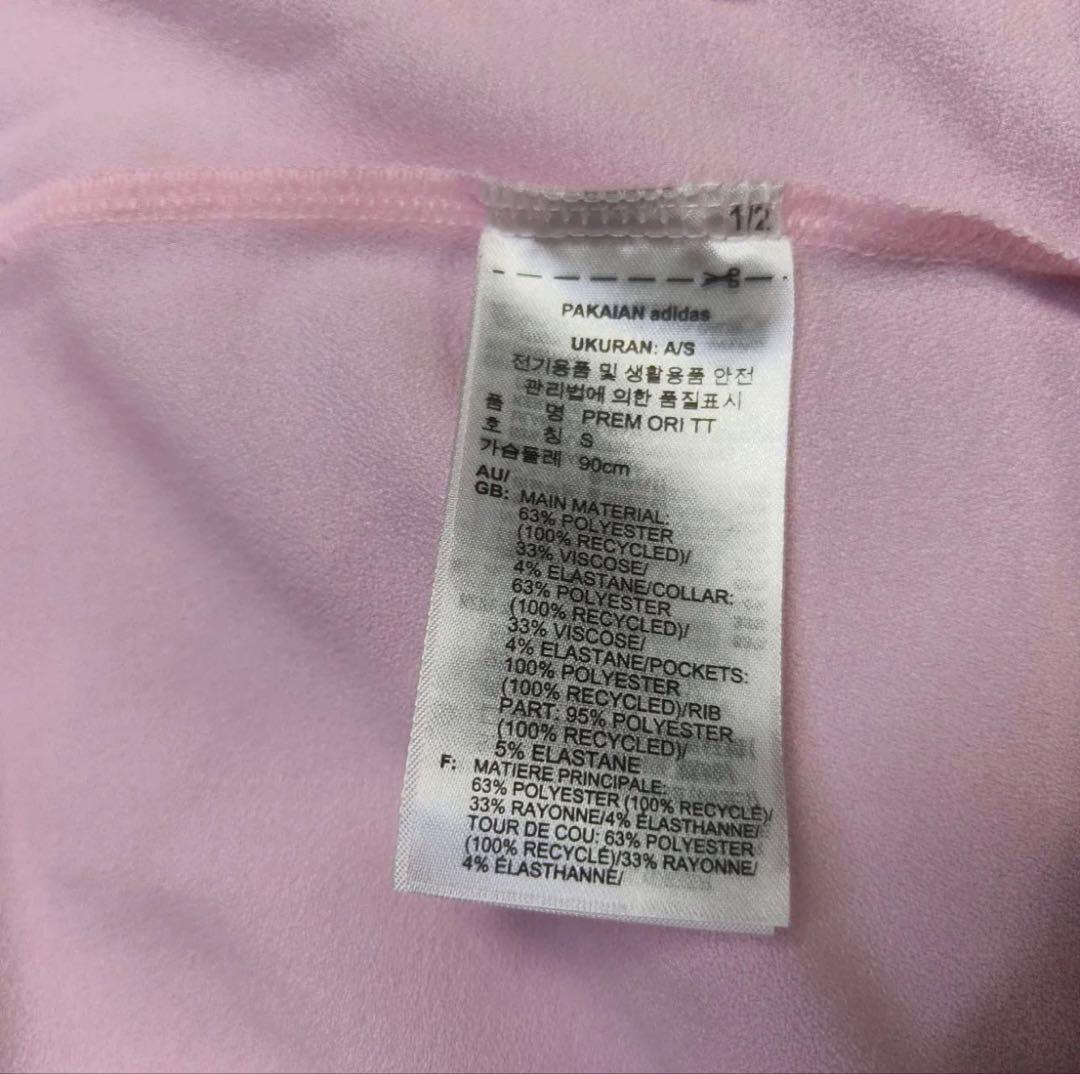 1/2
PAKAIAN adidas
UKURAN: A/S
전기용품 및 생활용품 안전
관리법에 의한 품질표시
품 명 PREM ORI TT
호 칭 S
가슴둘레 90cm
AU/
GB: MAIN MATERIAL:
63% POLYESTER
(100% RECYCLED)/
33% VISCOSE/
4% ELASTANE/COLLAR:
63% POLYESTER
(100% RECYCLED)/
33% VISCOSE/
4% ELASTANE/POCKETS:
100% POLYESTER
(100% RECYCLED)/RIB
PART: 95% POLYESTER
(100% RECYCLED)/
5% ELASTANE
F: MATIERE PRINCIPALE:
63% POLYESTER (100% RECYCLÉ)/
33% RAYONNE/4% ÉLASTHANNE/
TOUR DE COU: 63% POLYESTER
(100% RECYCLÉ)/33% RAYONNE/
4% ÉLASTHANNE/